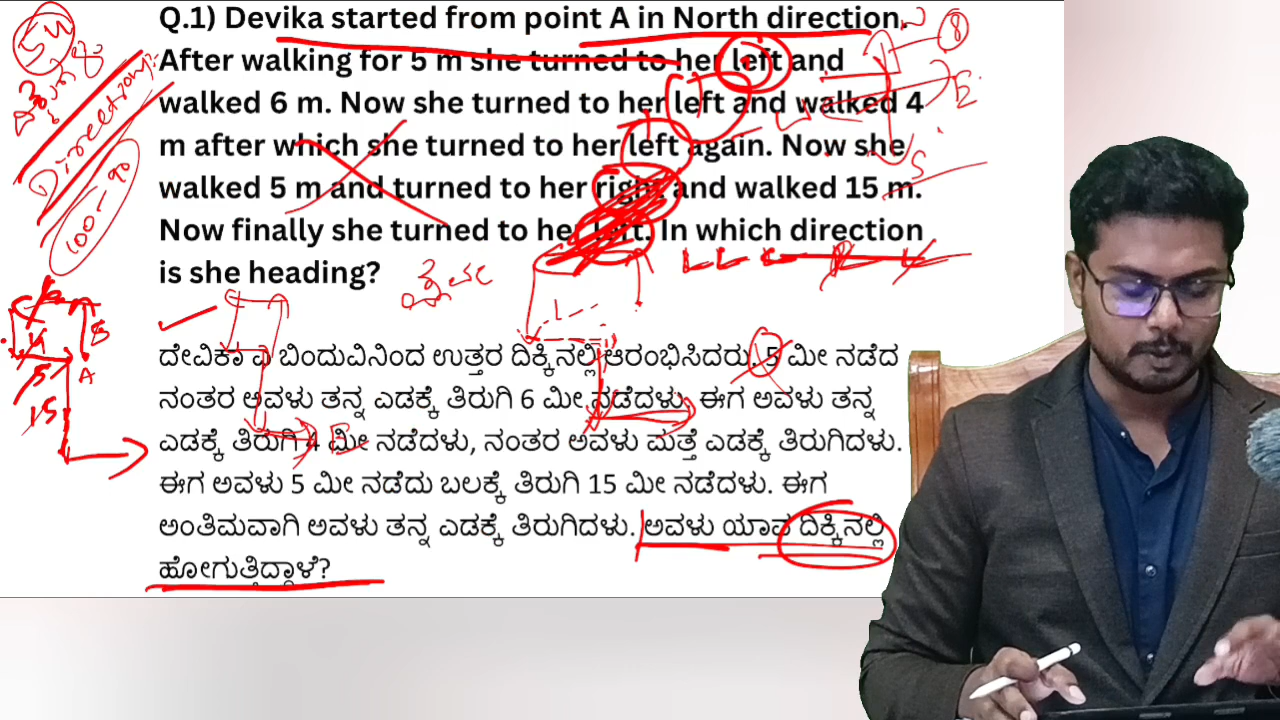 Q.1) Devika started from point A in North direction.
After walking for 5 m she turned to her left and
walked 6 m. Now she turned to her left and walked 4
m after which she turned to her left again. Now she
walked 5 m and turned to her right and walked 15 m.
Now finally she turned to her left. In which direction
is she heading?
ದೇವಿಕಾ ಎ ಬಿಂದುವಿನಿಂದ ಉತ್ತರ ದಿಕ್ಕಿನಲ್ಲಿ ಆರಂಭಿಸಿದರು. 5 ಮೀ ನಡೆದ
ನಂತರ ಅವಳು ತನ್ನ ಎಡಕ್ಕೆ ತಿರುಗಿ 6 ಮೀ ನಡೆದಳು. ಈಗ ಅವಳು ತನ್ನ
ಎಡಕ್ಕೆ ತಿರುಗಿ 4 ಮೀ ನಡೆದಳು, ನಂತರ ಅವಳು ಮತ್ತೆ ಎಡಕ್ಕೆ ತಿರುಗಿದಳು.
ಈಗ ಅವಳು 5 ಮೀ ನಡೆದು ಬಲಕ್ಕೆ ತಿರುಗಿ 15 ಮೀ ನಡೆದಳು. ಈಗ
ಅಂತಿಮವಾಗಿ ಅವಳು ತನ್ನ ಎಡಕ್ಕೆ ತಿರುಗಿದಳು. ಅವಳು ಯಾವ ದಿಕ್ಕಿನಲ್ಲಿ
ಹೋಗುತ್ತಿದ್ದಾಳೆ?
100-90
N
8
E
W
S
5
A
15
E